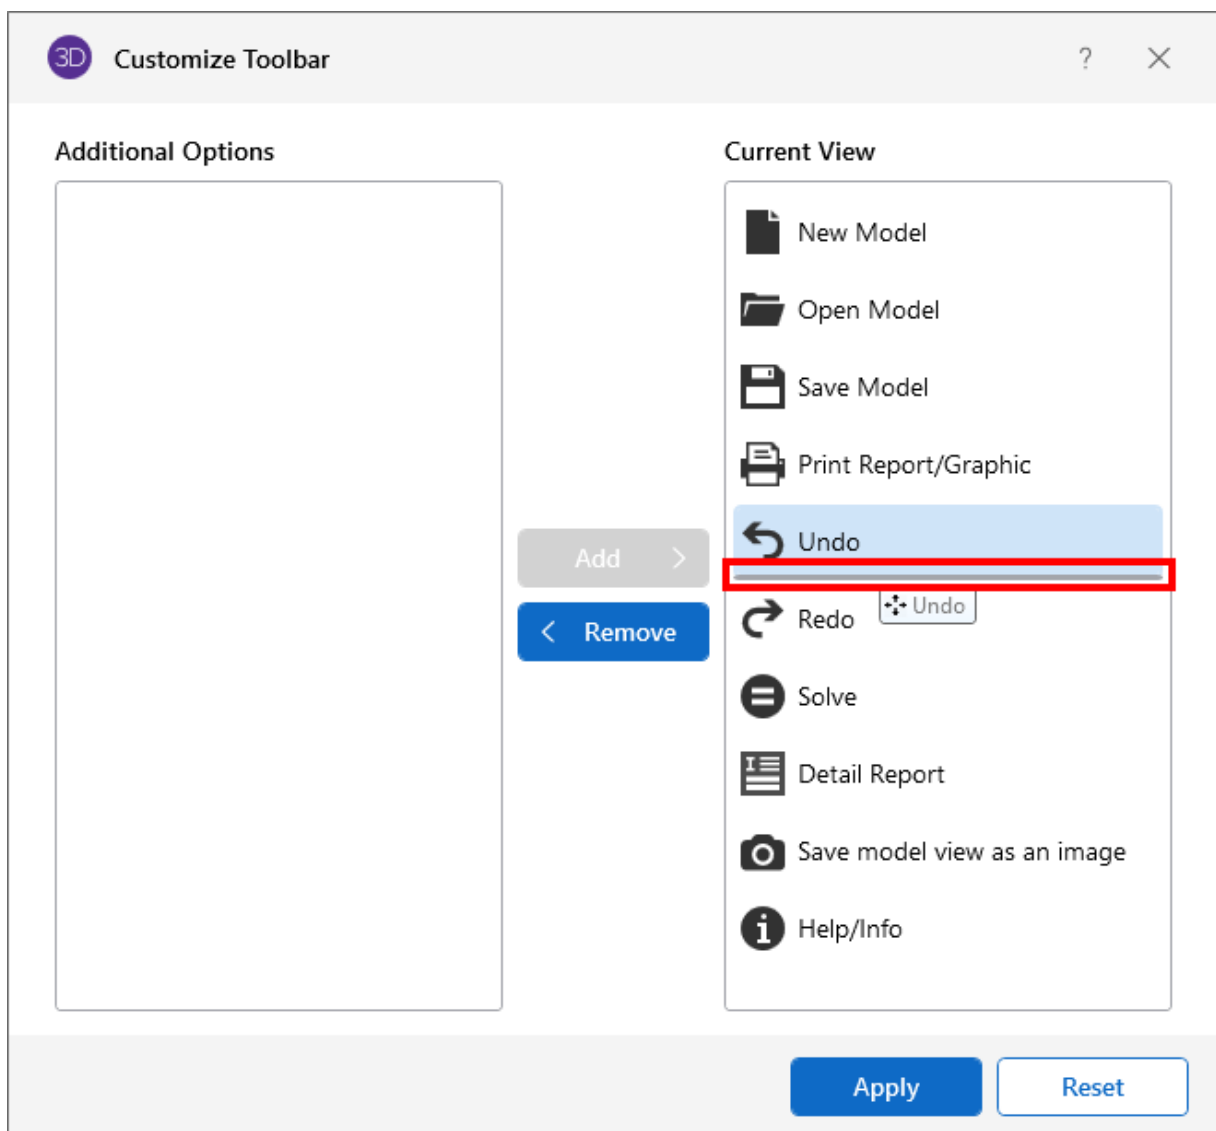 3D Customize Toolbar ?
Additional Options
Current View
New Model
Open Model
Save Model
Print Report/Graphic
Undo
Undo
Redo
Solve
Detail Report
Save model view as an image
Help/Info
Add >
< Remove
Apply
Reset